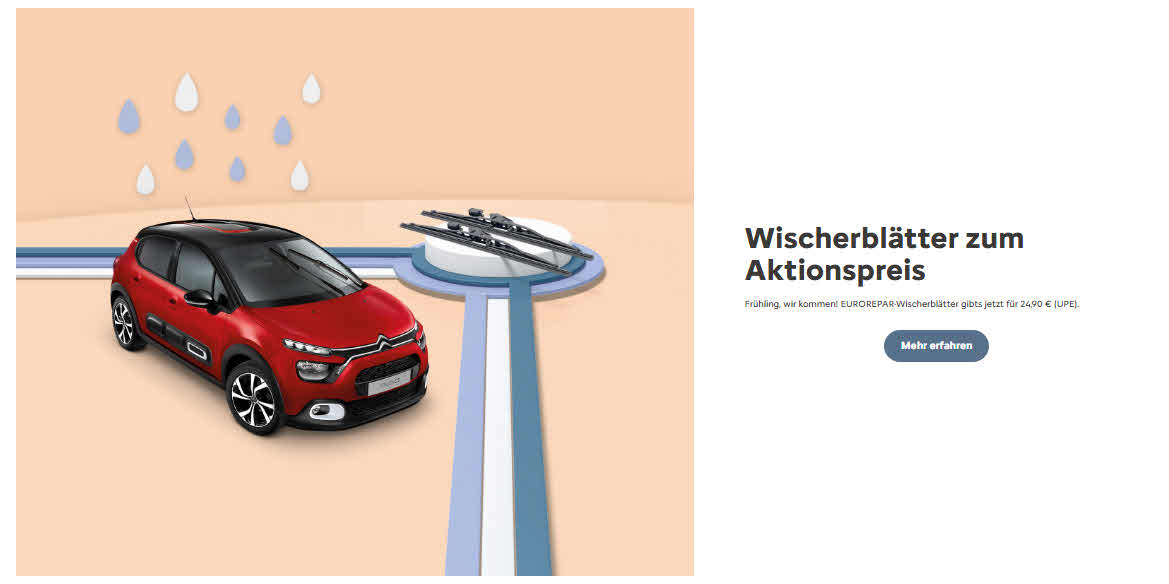 Wischerblätter zum
Aktionspreis
Frühling, wir kommen! EUROREPAR-Wischerblätter gibts jetzt für 24,90 € (UPE).
Mehr erfahren